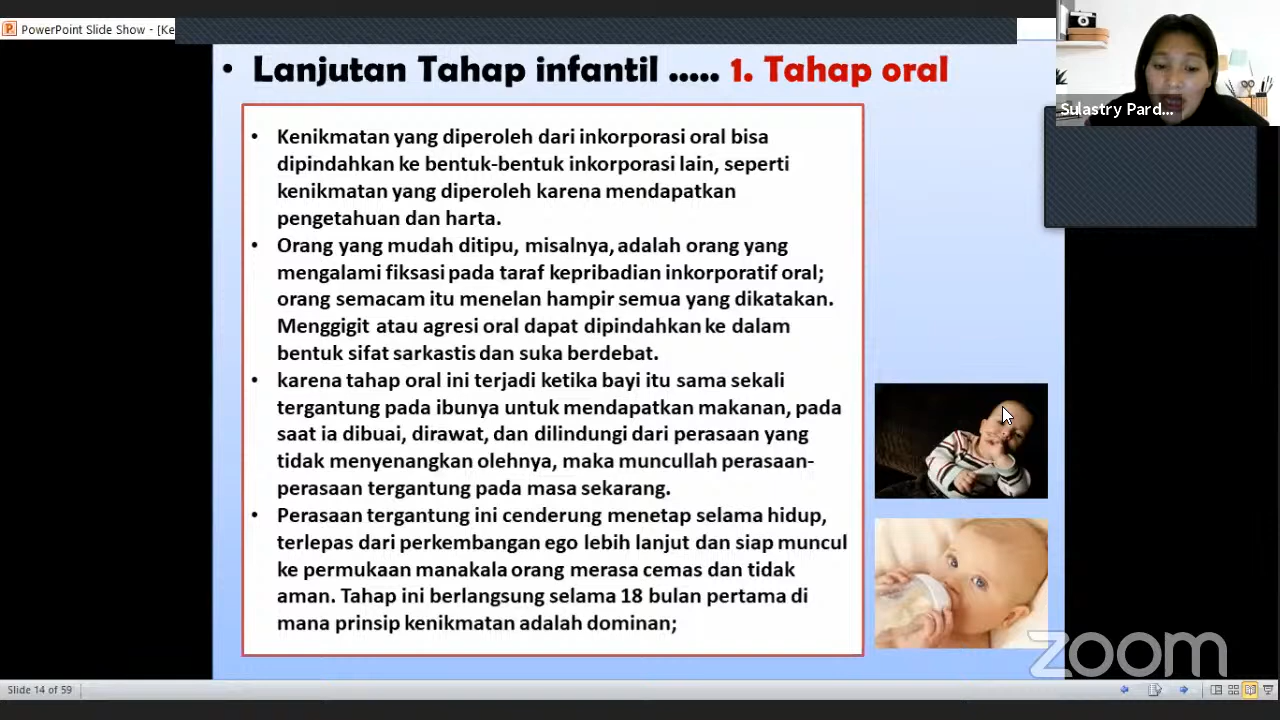 PowerPoint Slide Show - [Ke
• Lanjutan Tahap infantil ..... 1. Tahap oral
Sulastry Pard...
• Kenikmatan yang diperoleh dari inkorporasi oral bisa
dipindahkan ke bentuk-bentuk inkorporasi lain, seperti
kenikmatan yang diperoleh karena mendapatkan
pengetahuan dan harta.
• Orang yang mudah ditipu, misalnya, adalah orang yang
mengalami fiksasi pada taraf kepribadian inkorporatif oral;
orang semacam itu menelan hampir semua yang dikatakan.
Menggigit atau agresi oral dapat dipindahkan ke dalam
bentuk sifat sarkastis dan suka berdebat.
• karena tahap oral ini terjadi ketika bayi itu sama sekali
tergantung pada ibunya untuk mendapatkan makanan, pada
saat ia dibuai, dirawat, dan dilindungi dari perasaan yang
tidak menyenangkan olehnya, maka muncullah perasaan-
perasaan tergantung pada masa sekarang.
• Perasaan tergantung ini cenderung menetap selama hidup,
terlepas dari perkembangan ego lebih lanjut dan siap muncul
ke permukaan manakala orang merasa cemas dan tidak
aman. Tahap ini berlangsung selama 18 bulan pertama di
mana prinsip kenikmatan adalah dominan;
zoom
Slide 14 of 59